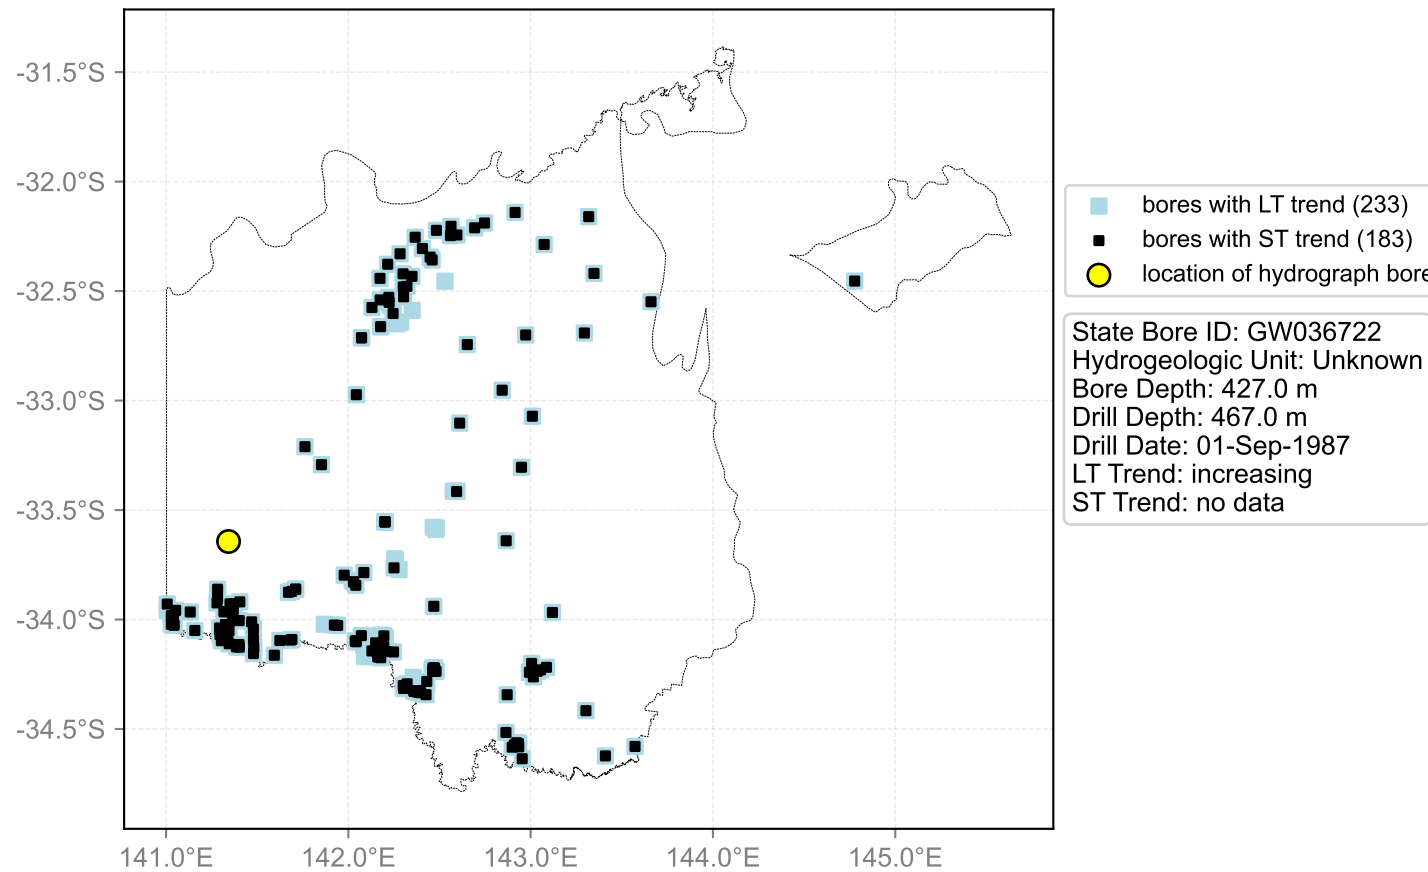 -31.5°S
-32.0°S
-32.5°S
-33.0°S
-33.5°S
-34.0°S
-34.5°S
141.0°E
142.0°E
143.0°E
144.0°E
145.0°E
bores with LT trend (233)
bores with ST trend (183)
location of hydrograph bore
State Bore ID: GW036722
Hydrogeologic Unit: Unknown
Bore Depth: 427.0 m
Drill Depth: 467.0 m
Drill Date: 01-Sep-1987
LT Trend: increasing
ST Trend: no data